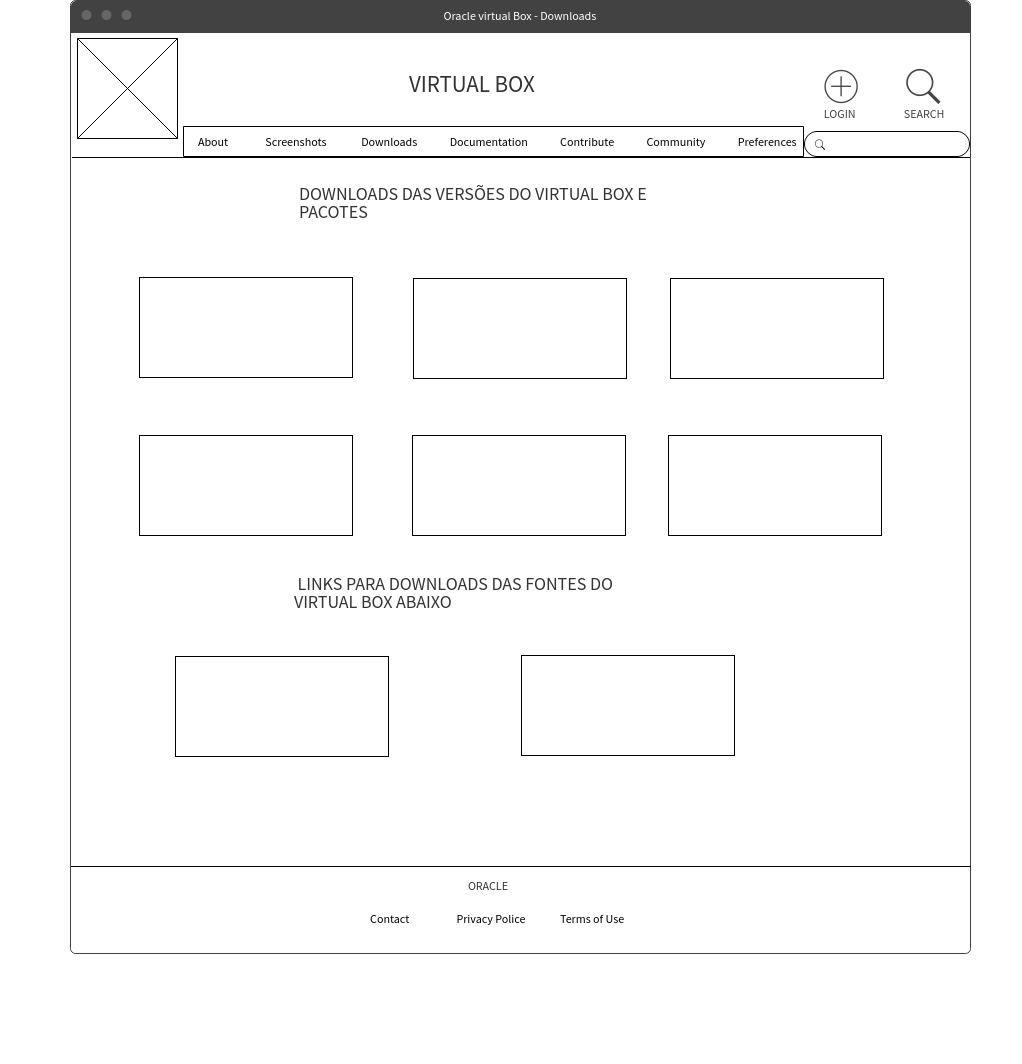 Oracle virtual Box - Downloads
VIRTUAL BOX
LOGIN
SEARCH
About Screenshots Downloads Documentation Contribute Community Preferences
DOWNLOADS DAS VERSÕES DO VIRTUAL BOX E
PACOTES
LINKS PARA DOWNLOADS DAS FONTES DO
VIRTUAL BOX ABAIXO
ORACLE
Contact Privacy Police Terms of Use